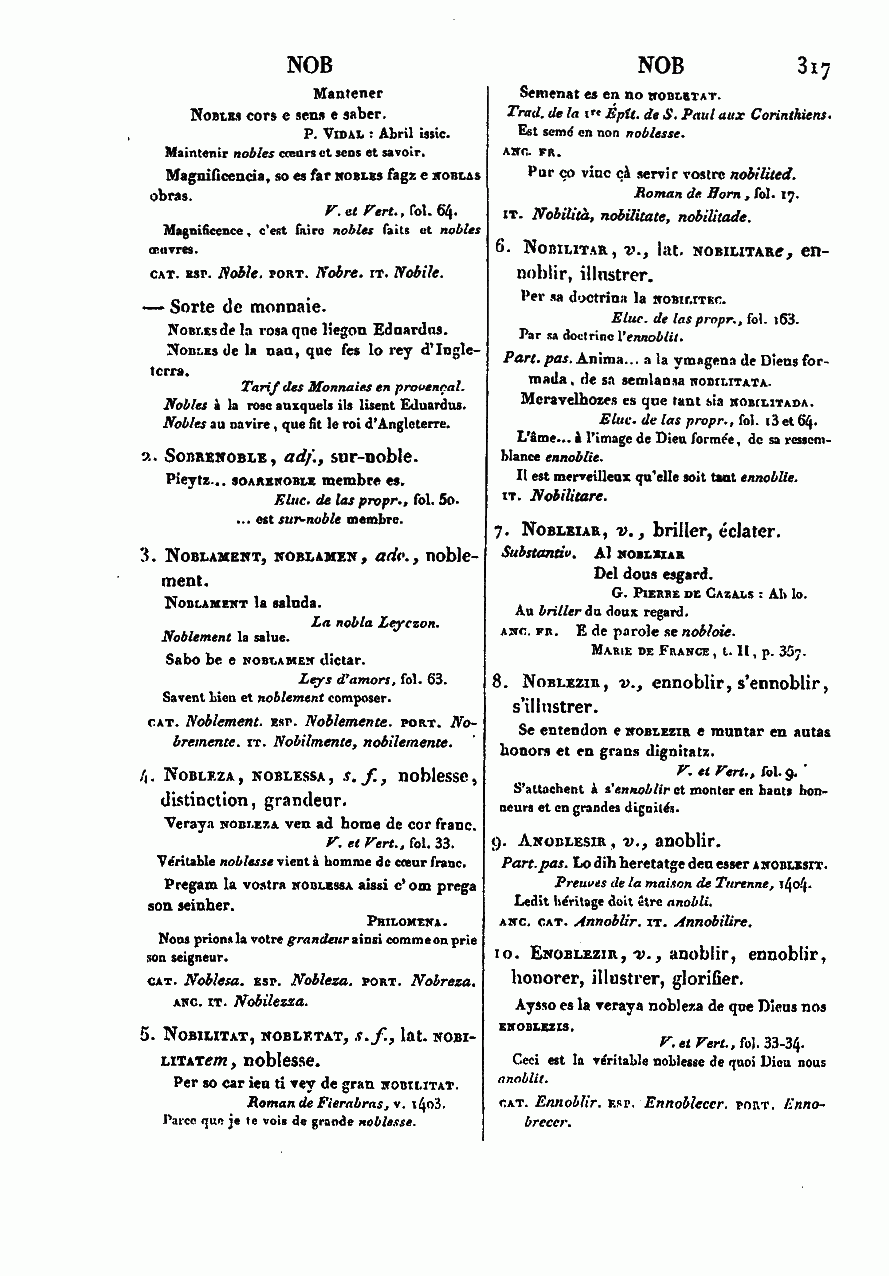 NOB NOB 317
Mantener
NOBLES cors e sens e saber.
P. VIDAL : Abril issic.
Maintenir nobles cœurs et sens et savoir.
Magnificencia, so es far NOBLES fagz e NOBLAS
obras.
V. et Vert., fol. 64.
Magnificence, c'est faire nobles faits et nobles
œuvres.
CAT. ESP. Noble. PORT. Nobre. IT. Nobile.
— Sorte de monnaie.
NOBLES de la rosa que liegon Eduardus.
NOBLES de la nau, que fes lo rey d'Ingle-
terra.
Tarif des Monnaies en provençal.
Nobles à la rose auxquels ils lisent Eduardus.
Nobles au navire, que fit le roi d'Angleterre.
2. SOBRENOBLE, adj., sur-noble.
Pieytz... SOARENOBLE membre es.
Eluc. de las propr., fol. 50.
... est sur-noble membre.
3. NOBLAMENT, NOBLAMEN, adv., noble-
ment.
NOBLAMENT la saluda.
La nobla Leyczon.
Noblement la salue.
Sabo be e NOBLAMEN dictar.
Leys d'amors, fol. 63.
Savent bien et noblement composer.
CAT. Noblement. ESP. Noblemente. PORT. No-
bremente. IT. Nobilmente, nobilemente.
4. NOBLEZA, NOBLESSA, s. f., noblesse,
distinction, grandeur.
Veraya NOBLEZA ven ad home de cor franc.
V. et Vert., fol. 33.
Véritable noblesse vient à homme de cœur franc.
Pregam la vostra NOBLESSA aissi c'om prega
son seinher.
PHILOMENA.
Nous prions la votre grandeur ainsi comme on prie
son seigneur.
CAT. Noblesa. ESP. Nobleza. PORT. Nobreza.
ANC. IT. Nobilezza.
5. NOBILITAT, NOBLETAT, s. f., lat. NOBI-
LITATem, noblesse.
Per so car ieu ti vey de gran NOBILITAT.
Roman de Fierabras, v. 1403.
Parce que je te vois de grande noblesse.
Semenat es en no NOBLETAT.
Trad. de la 1re Épît. de S. Paul aux Corinthiens.
Est semé en non noblesse.
ANC. FR.
Pur ço vinc çà servir vostre nobilited.
Roman de Horn, fol. 17.
IT. Nobilità, nobilitate, nobilitade.
6. NOBILITAR, v., lat. NOBILITARe, en-
noblir, illustrer.
Per sa doctrina la NOBILITEC.
Eluc. de las propr., fol. 163.
Par sa doctrine l'ennoblit.
Part. pas. Anima... a la ymagena de Dieus for-
mada, de sa semlansa NOBILITATA.
Meravelhozes es que tant sia NOBILITADA.
Eluc. de las propr., fol. 13 et 64.
L'âme... à l'image de Dieu formée, de sa ressem-
blance ennoblie.
Il est merveilleux qu'elle soit tant ennoblie.
IT. Nobilitare.
7. NOBLEIAR, v., briller, éclater.
Substantiv. Al NOBLEIAR
Del dous esgard.
G. PIERRE DE CAZALS : Ah lo.
Au briller du doux regard.
ANC. FR. E de parole se nobloie.
MARIE DE FRANCE, t. II, p. 357.
8. NOBLEZIR, v., ennoblir, s'ennoblir,
s'illustrer.
Se entendon e NOBLEZIR e muntar en autas
honors et en grans dignitatz.
V. et Vert., fol. 9.
S'attachent à s'ennoblir et monter en hauts hon-
neurs et en grandes dignités.
9. ANOBLESIR, v., anoblir.
Part. pas. Lo dih heretatge deu esser ANOBLESIT.
Preuves de la maison de Turenne, 1404.
Ledit héritage doit être anobli.
ANC. CAT. Annoblir. IT. Annobilire.
10. ENOBLEZIR, v., anoblir, ennoblir,
honorer, illustrer, glorifier.
Aysso es la veraya nobleza de que Dieus nos
ENOBLEZIS.
V. et Vert., fol. 33-34.
Ceci est la véritable noblesse de quoi Dieu nous
anoblit.
CAT. Ennoblir. ESP. Ennoblecer. PORT. Enno-
brecer.